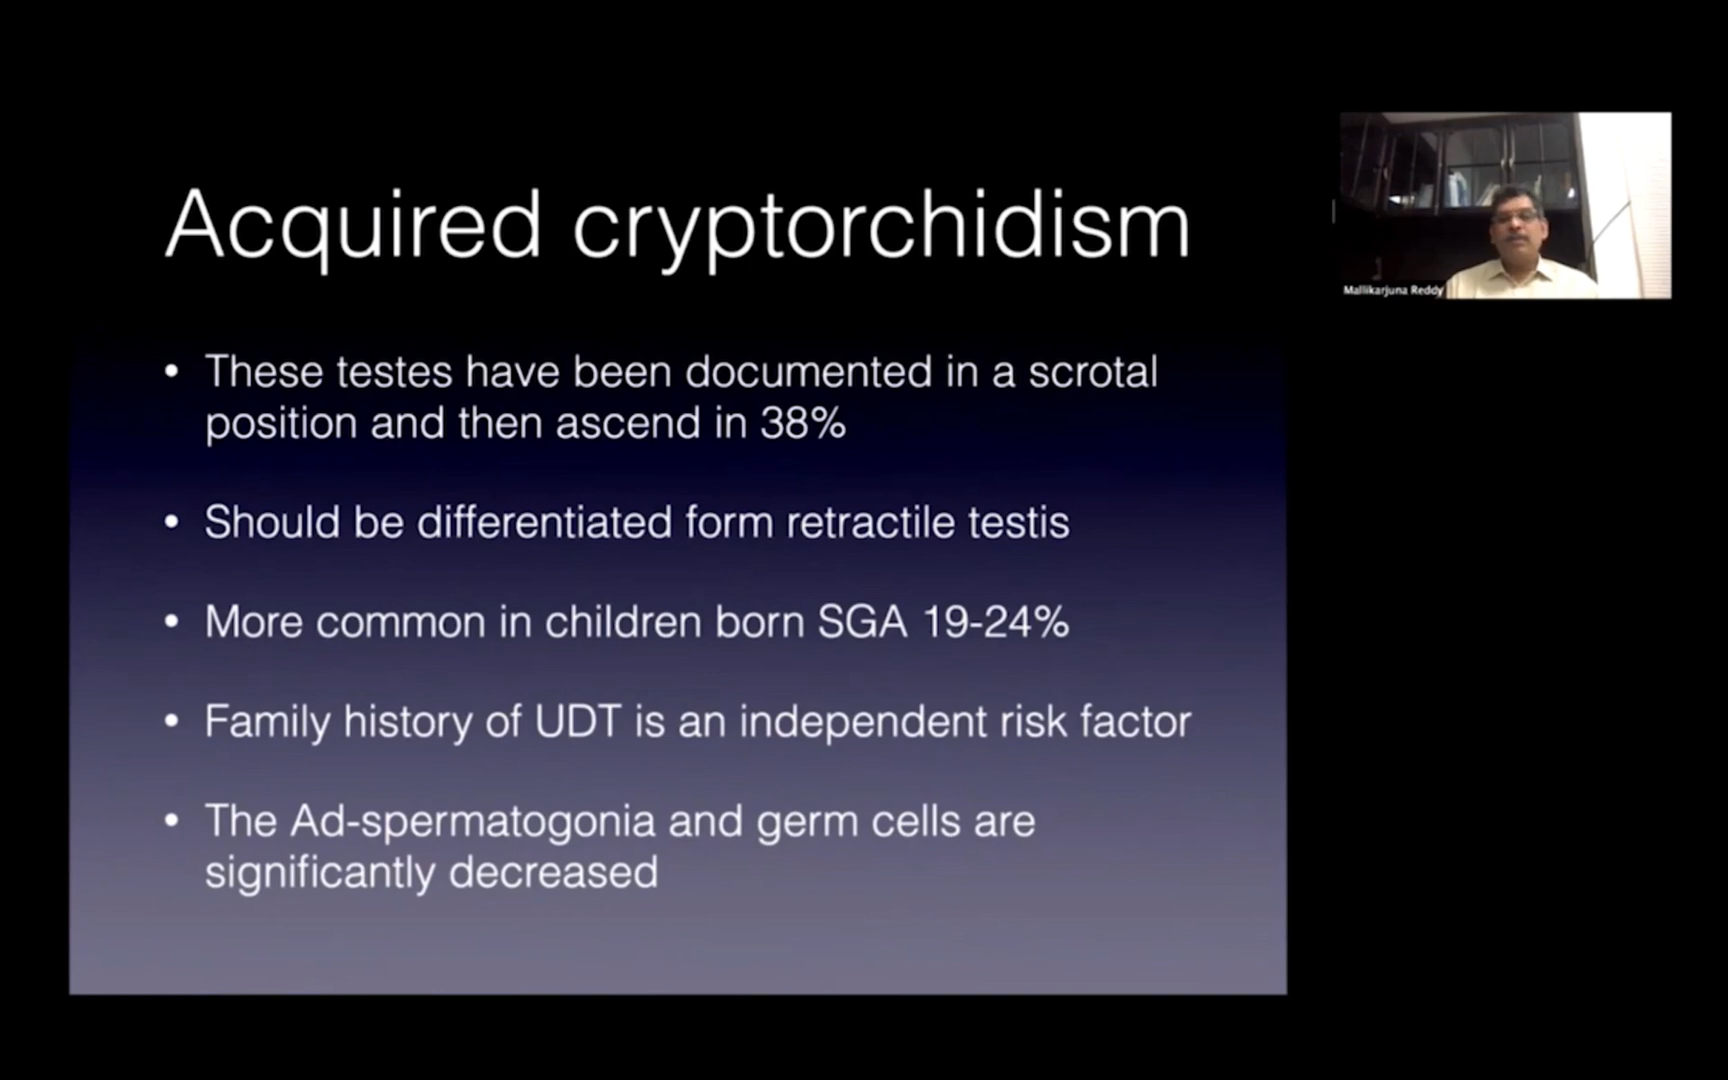 Acquired cryptorchidism
Mallikarjuna Reddy
• These testes have been documented in a scrotal
position and then ascend in 38%
• Should be differentiated form retractile testis
• More common in children born SGA 19-24%
• Family history of UDT is an independent risk factor
• The Ad-spermatogonia and germ cells are
significantly decreased